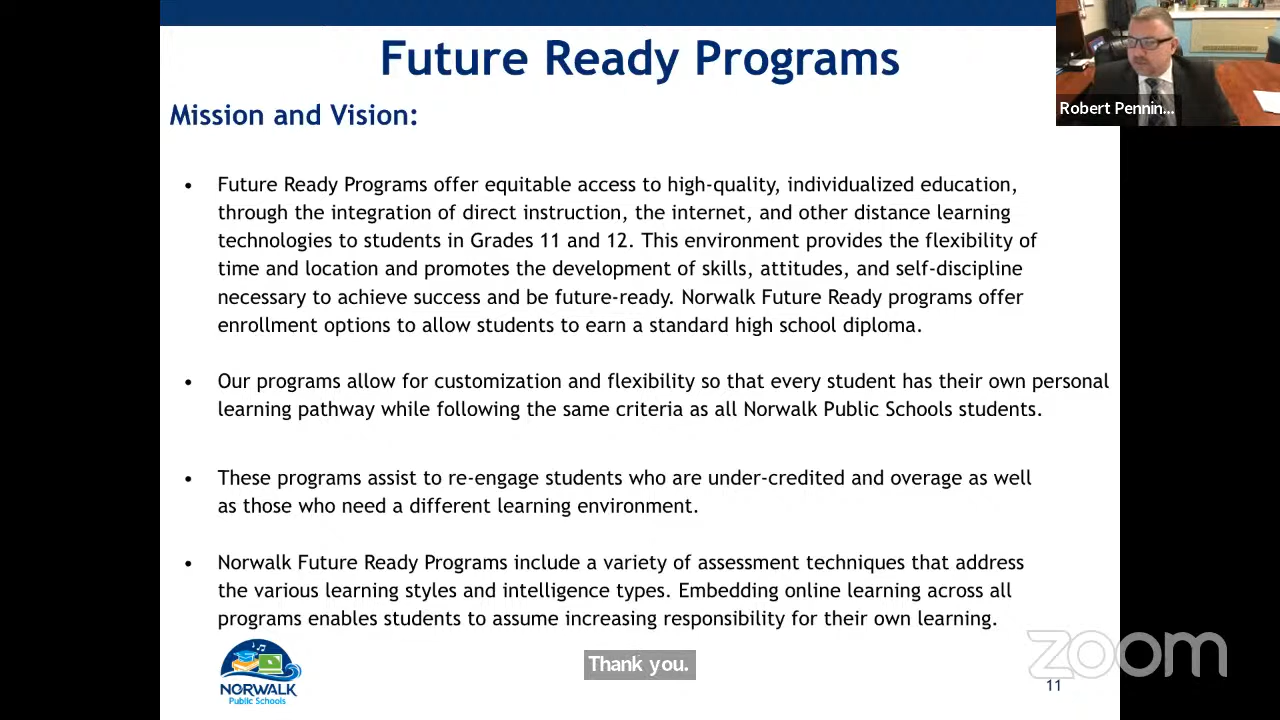 Future Ready Programs
Robert Pennin...
Mission and Vision:
• Future Ready Programs offer equitable access to high-quality, individualized education,
through the integration of direct instruction, the internet, and other distance learning
technologies to students in Grades 11 and 12. This environment provides the flexibility of
time and location and promotes the development of skills, attitudes, and self-discipline
necessary to achieve success and be future-ready. Norwalk Future Ready programs offer
enrollment options to allow students to earn a standard high school diploma.
• Our programs allow for customization and flexibility so that every student has their own personal
learning pathway while following the same criteria as all Norwalk Public Schools students.
• These programs assist to re-engage students who are under-credited and overage as well
as those who need a different learning environment.
• Norwalk Future Ready Programs include a variety of assessment techniques that address
the various learning styles and intelligence types. Embedding online learning across all
programs enables students to assume increasing responsibility for their own learning.
NORWALK
Public Schools
Thank you.
zoom
11